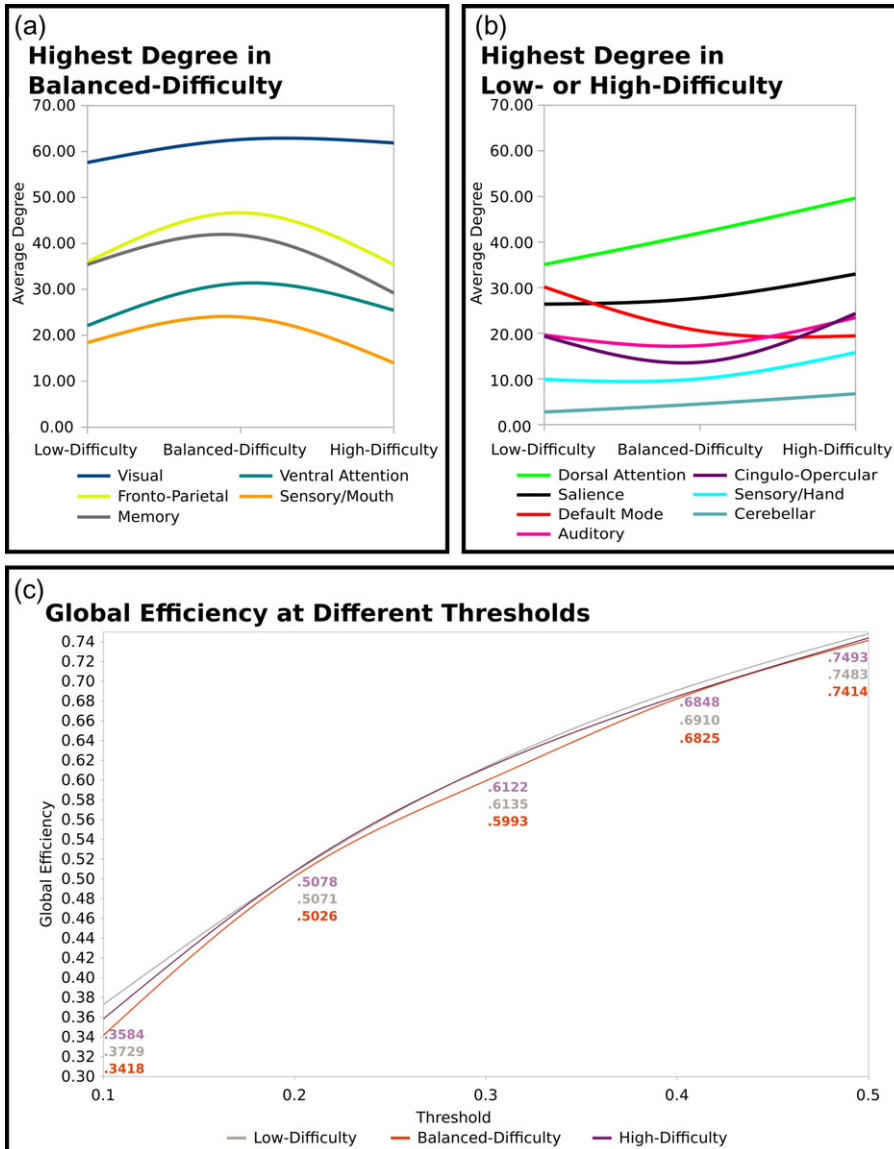 (a)
Highest Degree in
Balanced-Difficulty
70.00
60.00
50.00
40.00
30.00
20.00
10.00
0.00
Average Degree
Low-Difficulty Balanced-Difficulty High-Difficulty
Visual Ventral Attention
Fronto-Parietal Sensory/Mouth
Memory
(b)
Highest Degree in
Low- or High-Difficulty
70.00
60.00
50.00
40.00
30.00
20.00
10.00
0.00
Average Degree
Low-Difficulty Balanced-Difficulty High-Difficulty
Dorsal Attention Cingulo-Opercular
Salience Sensory/Hand
Default Mode Cerebellar
Auditory
(c)
Global Efficiency at Different Thresholds
0.74
0.72
0.70
0.68
0.66
0.64
0.62
0.60
0.58
0.56
0.54
0.52
0.50
0.48
0.46
0.44
0.42
0.40
0.38
0.36
0.34
0.32
0.30
Global Efficiency
.3584
.3729
.3418
.5078
.5071
.5026
.6122
.6135
.5993
.6848
.6910
.6825
.7493
.7483
.7414
0.1 0.2 0.3 0.4 0.5
Threshold
Low-Difficulty Balanced-Difficulty High-Difficulty